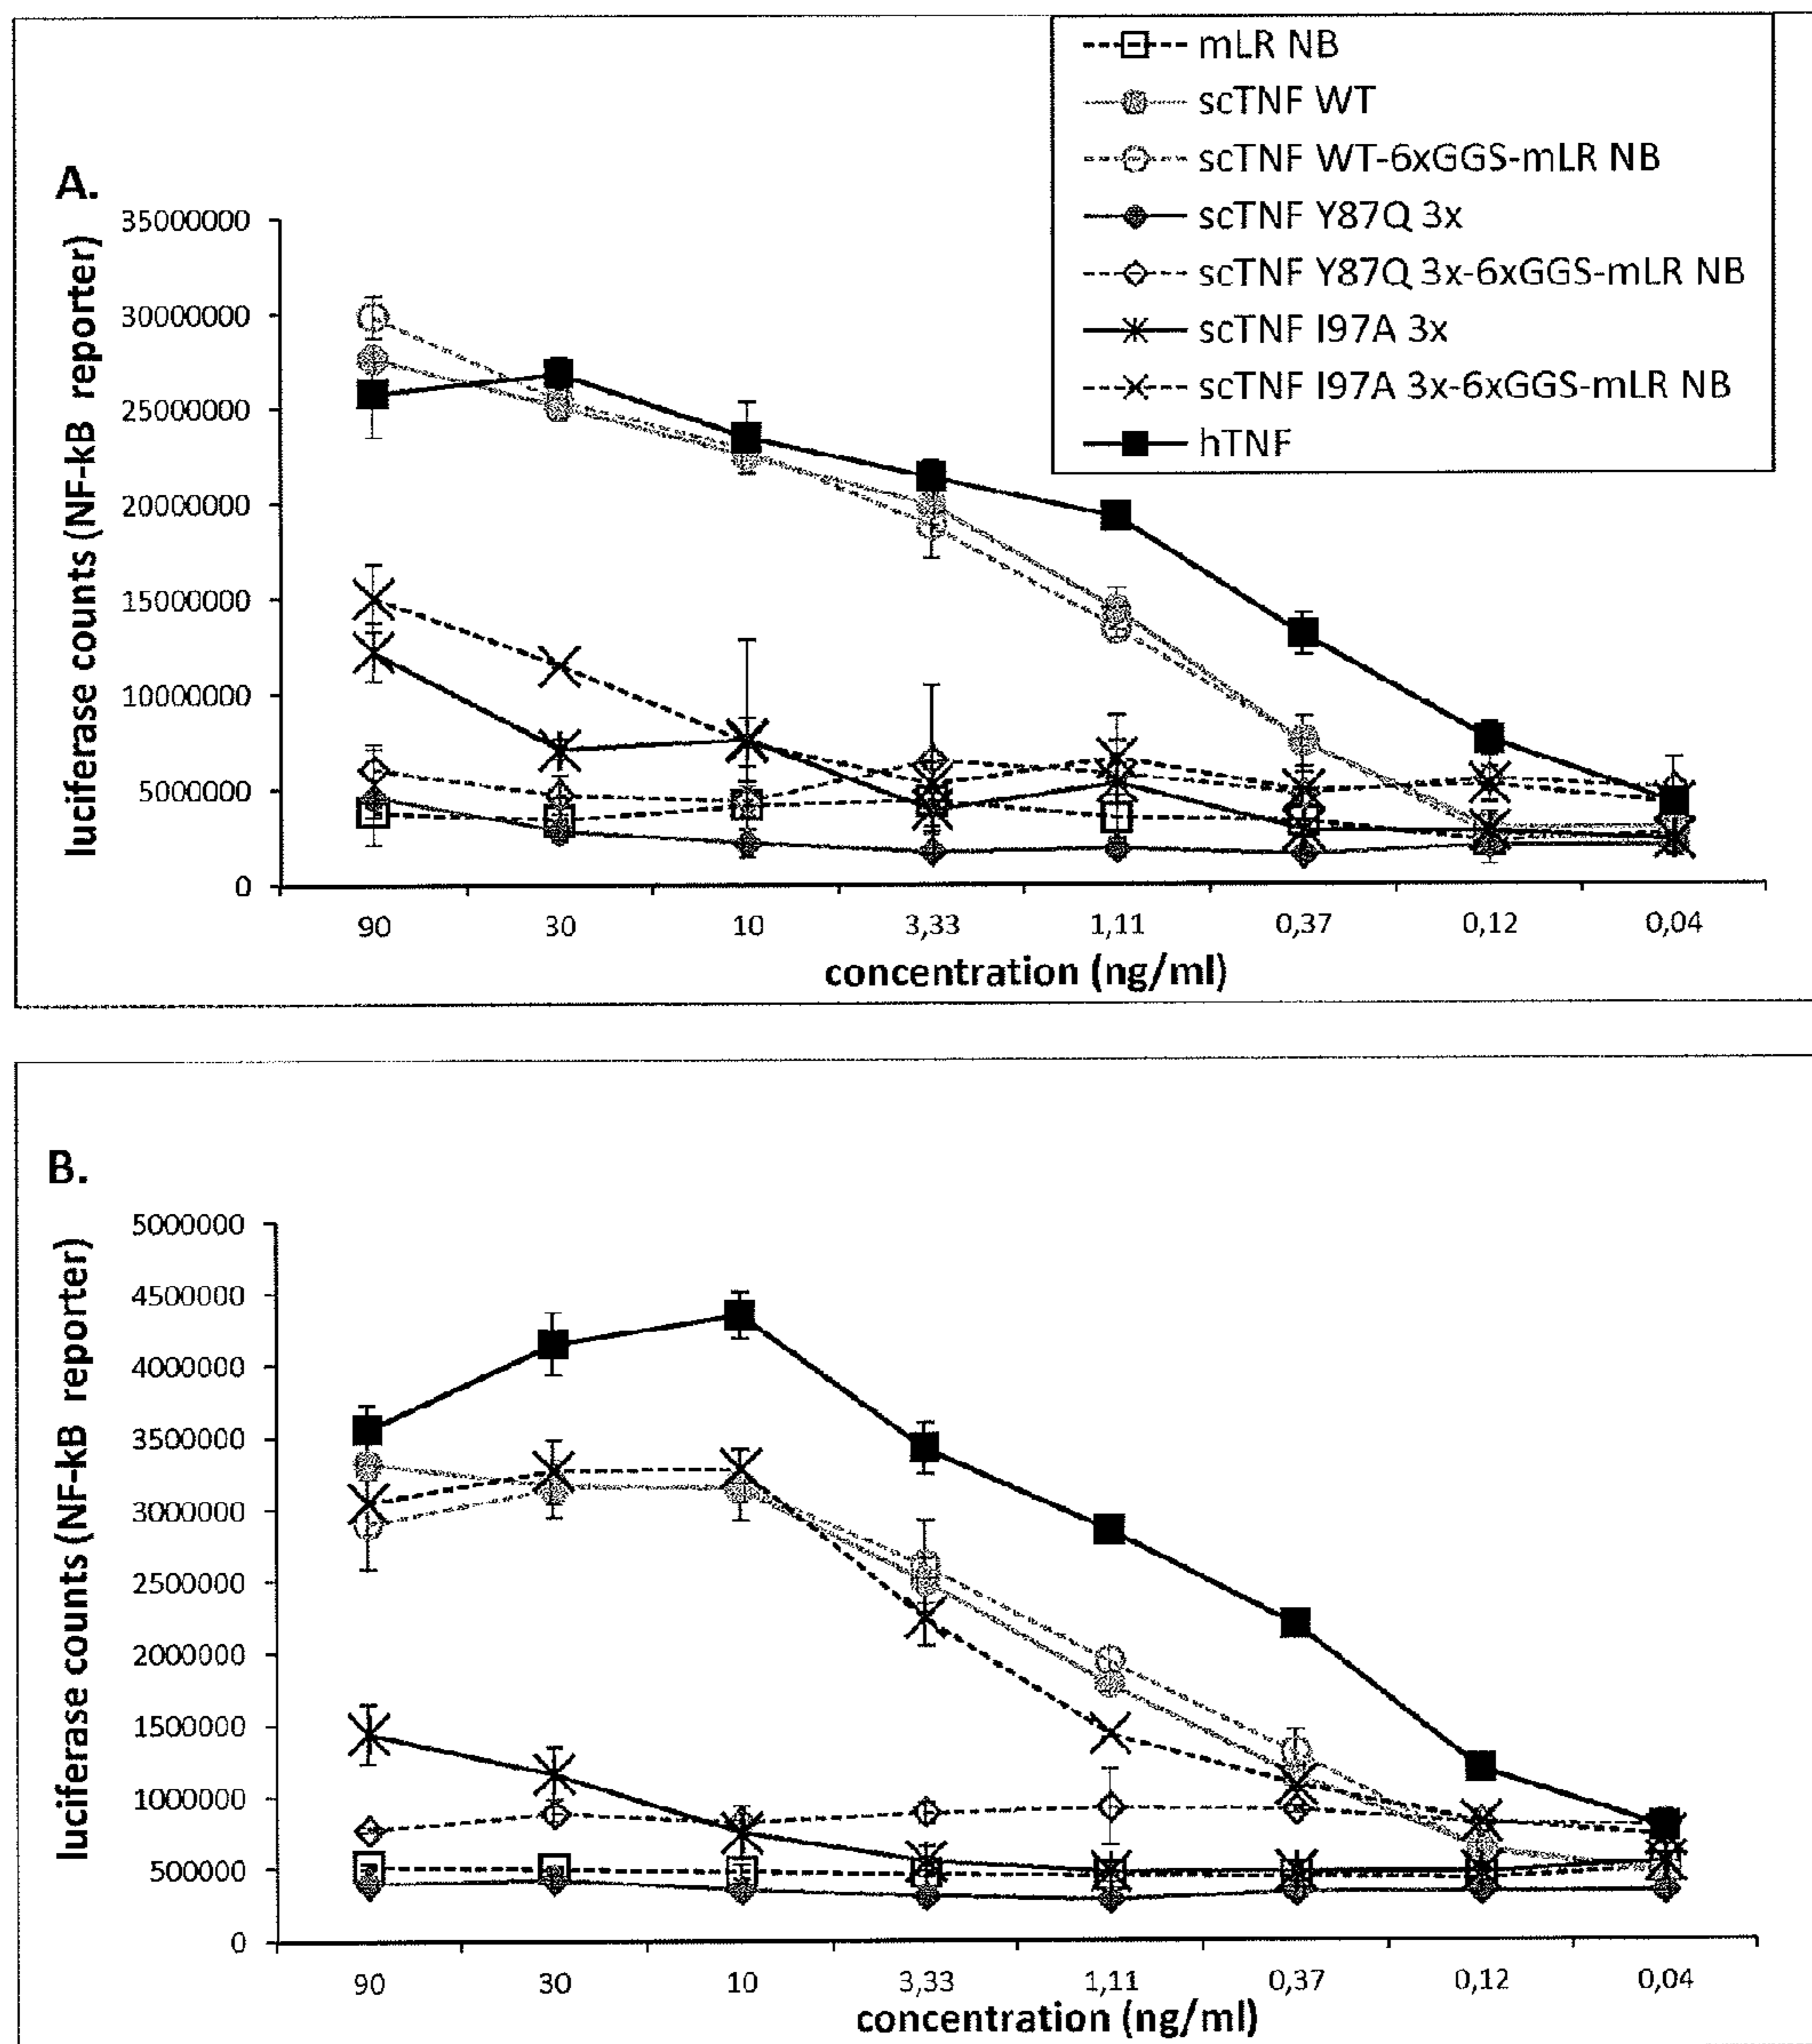 mLR NB
scTNF WT
scTNF WT-6xGGS-mLR NB
scTNF Y87Q 3x
scTNF Y87Q 3x-6xGGS-mLR NB
scTNF I97A 3x
scTNF I97A 3x-6xGGS-mLR NB
hTNF
A.
luciferase counts (NF-kB reporter)
35000000
30000000
25000000
20000000
15000000
10000000
5000000
0
90 30 10 3,33 1,11 0,37 0,12 0,04
concentration (ng/ml)
B.
luciferase counts (NF-kB reporter)
5000000
4500000
4000000
3500000
3000000
2500000
2000000
1500000
1000000
500000
0
90 30 10 3,33 1,11 0,37 0,12 0,04
concentration (ng/ml)